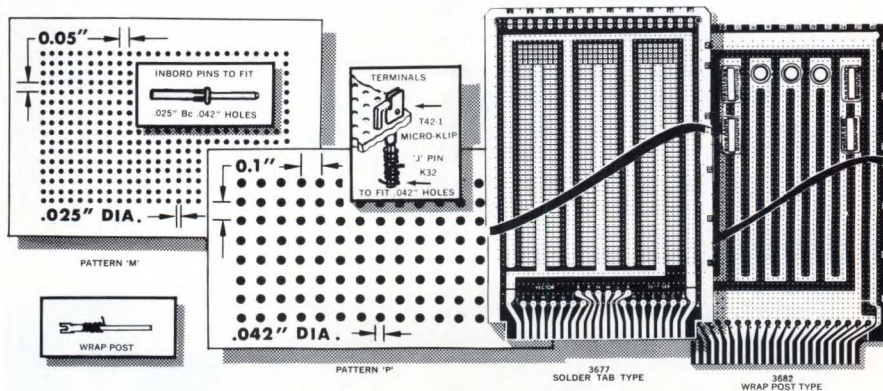 0.05"
INBORD PINS TO FIT
.025" Bc .042" HOLES
.025" DIA.
PATTERN 'M'
WRAP POST
TERMINALS
T42-1
MICRO-KLIP
'J' PIN
K32
TO FIT .042" HOLES
0.1"
.042" DIA.
PATTERN 'P'
VECTOR
3677
SOLDER TAB TYPE
3682
WRAP POST TYPE